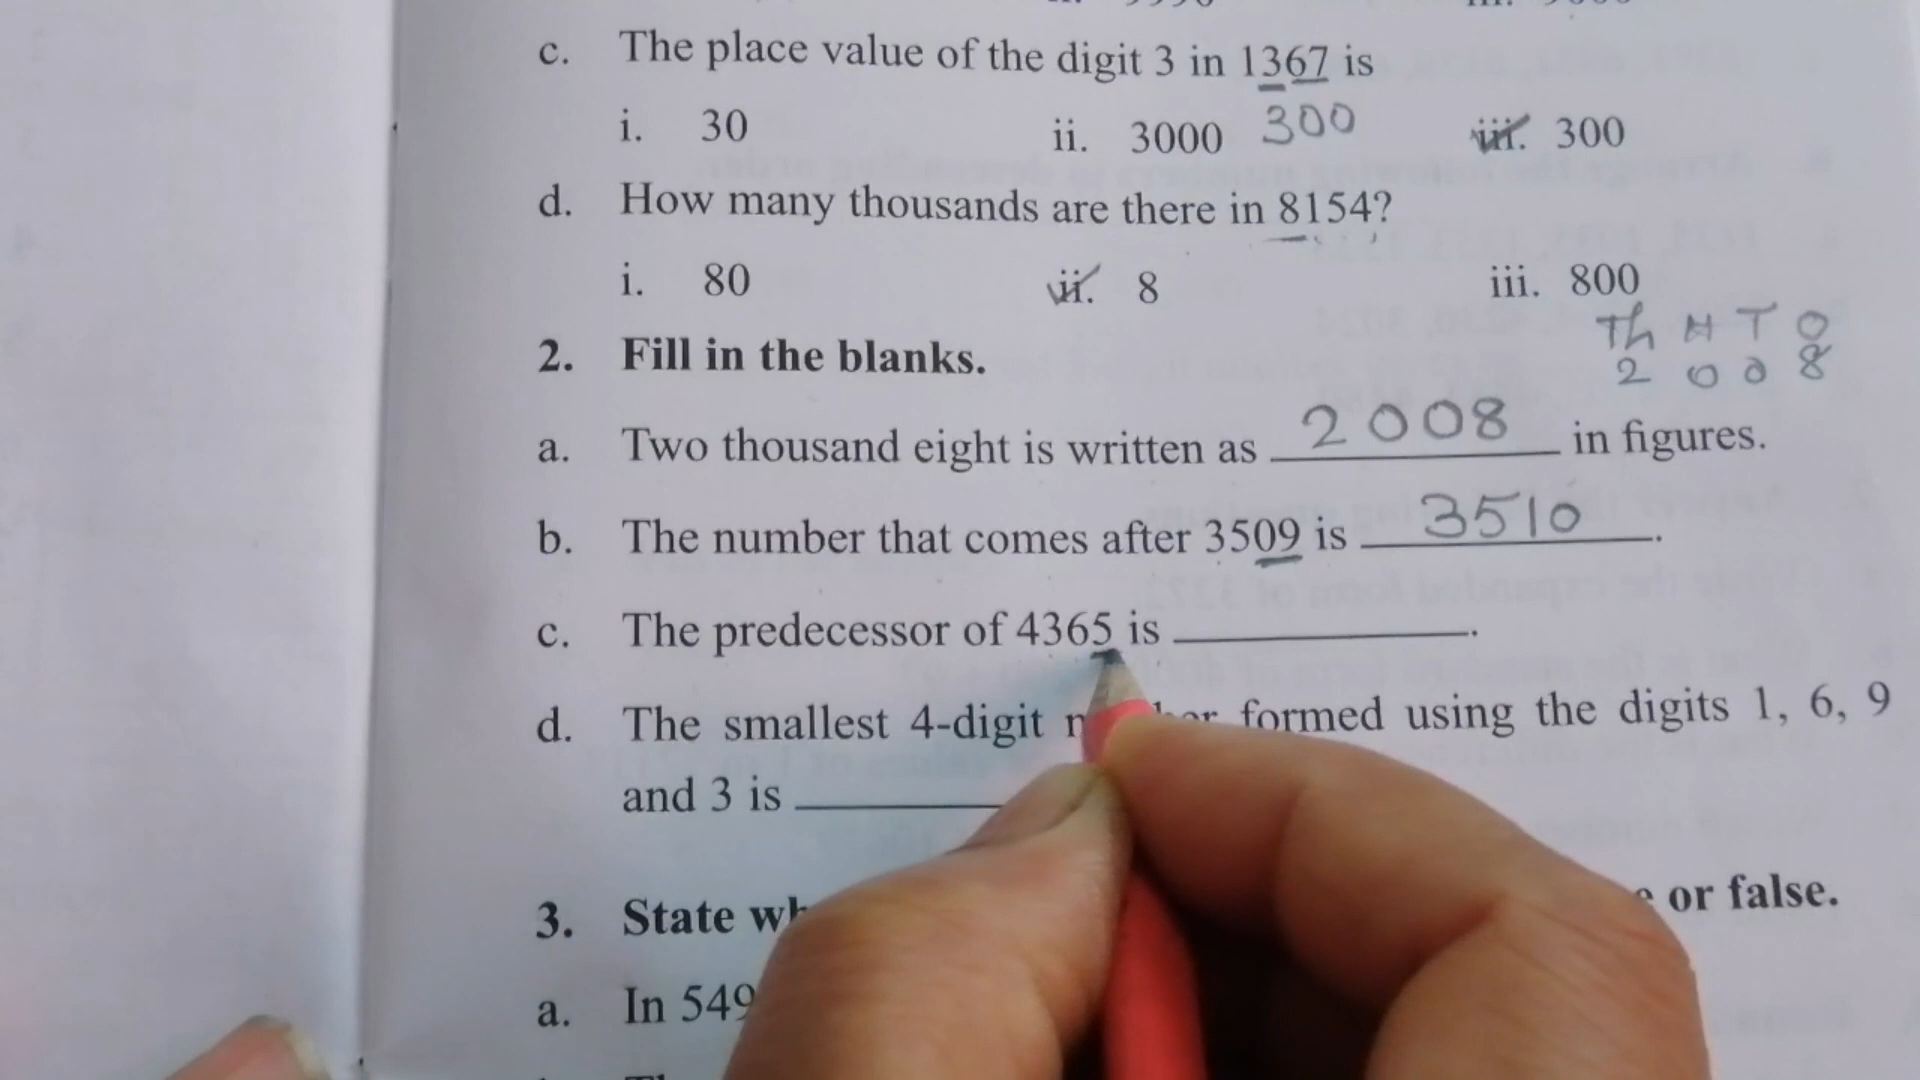 c. The place value of the digit 3 in 1367 is
i. 30 ii. 3000 300 iii. 300
d. How many thousands are there in 8154?
i. 80 ii. 8 iii. 800
Th H T O
2. Fill in the blanks. 2 0 0 8
a. Two thousand eight is written as 2008 in figures.
b. The number that comes after 3509 is 3510.
c. The predecessor of 4365 is
d. The smallest 4-digit formed using the digits 1, 6, 9
and 3 is
3. State or false.
a. In 549